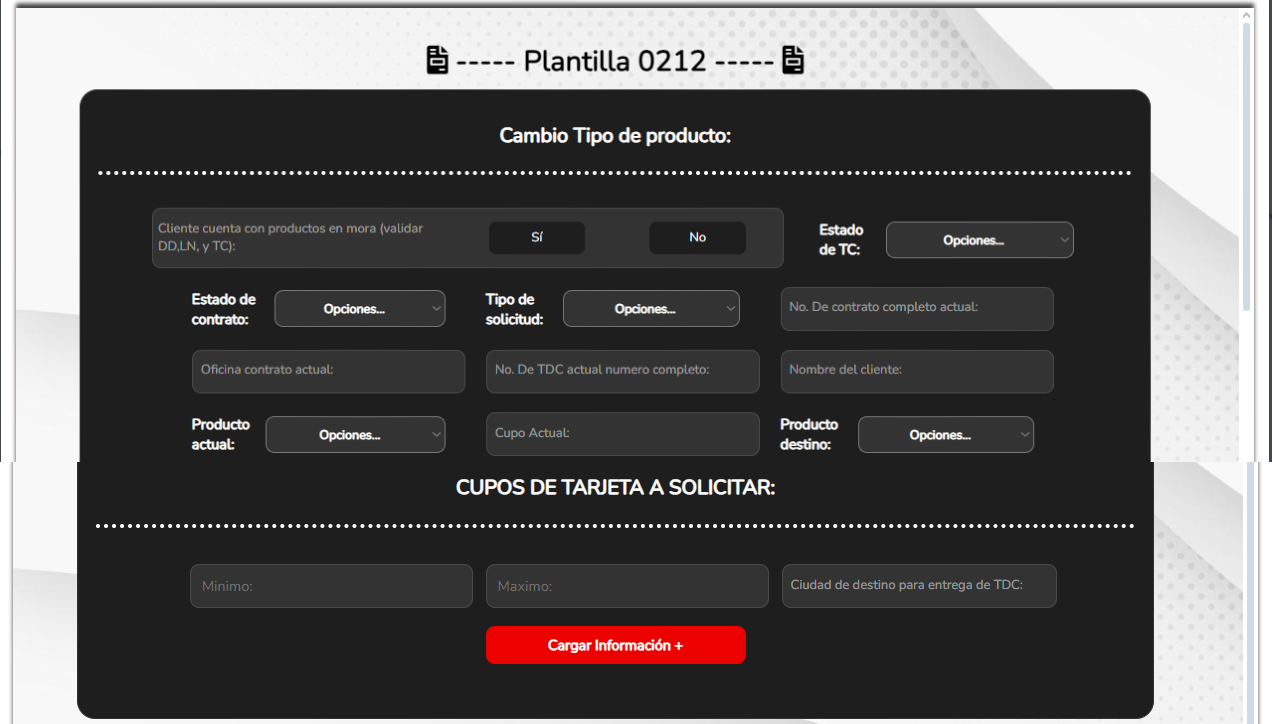 ----- Plantilla 0212 -----
Cambio Tipo de producto:
Cliente cuenta con productos en mora (validar
DD,LN, y TC):
Sí
No
Estado
de TC:
Opciones...
Estado de
contrato:
Opciones...
Tipo de
solicitud:
Opciones...
No. De contrato completo actual:
Oficina contrato actual:
No. De TDC actual numero completo:
Nombre del cliente:
Producto
actual:
Opciones...
Cupo Actual:
Producto
destino:
Opciones...
CUPOS DE TARJETA A SOLICITAR:
Minimo:
Maximo:
Ciudad de destino para entrega de TDC:
Cargar Información +